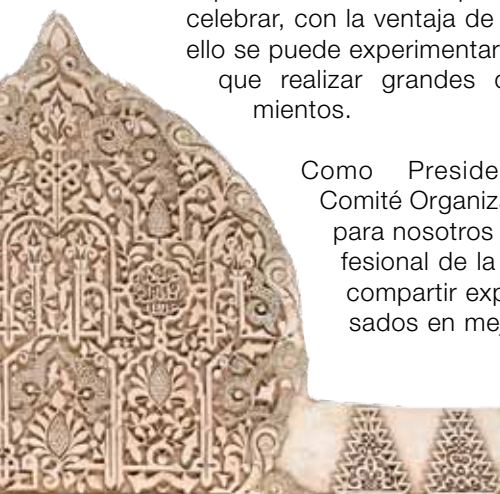 celebrar, con la ventaja de
ello se puede experimentar
que realizar grandes
mientos.
Como Preside
Comité Organiz
para nosotros
fesional de la
compartir exp
sados en me